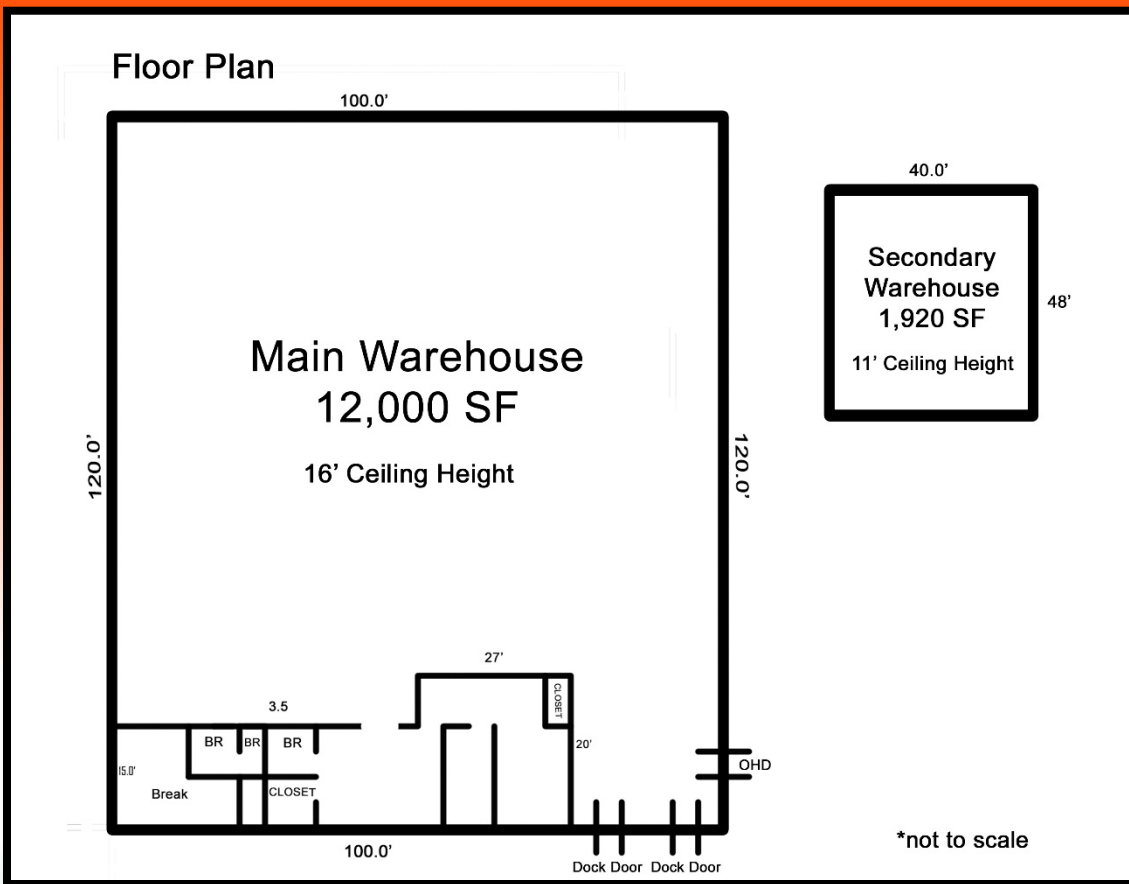 Floor Plan
100.0'
40.0'
Secondary
Warehouse
1,920 SF
11' Ceiling Height
48'
Main Warehouse
12,000 SF
16' Ceiling Height
120.0'
120.0'
27'
CLOSET
3.5
BR
BR
BR
20'
15.0'
Break
CLOSET
OHD
100.0'
Dock Door
Dock Door
*not to scale